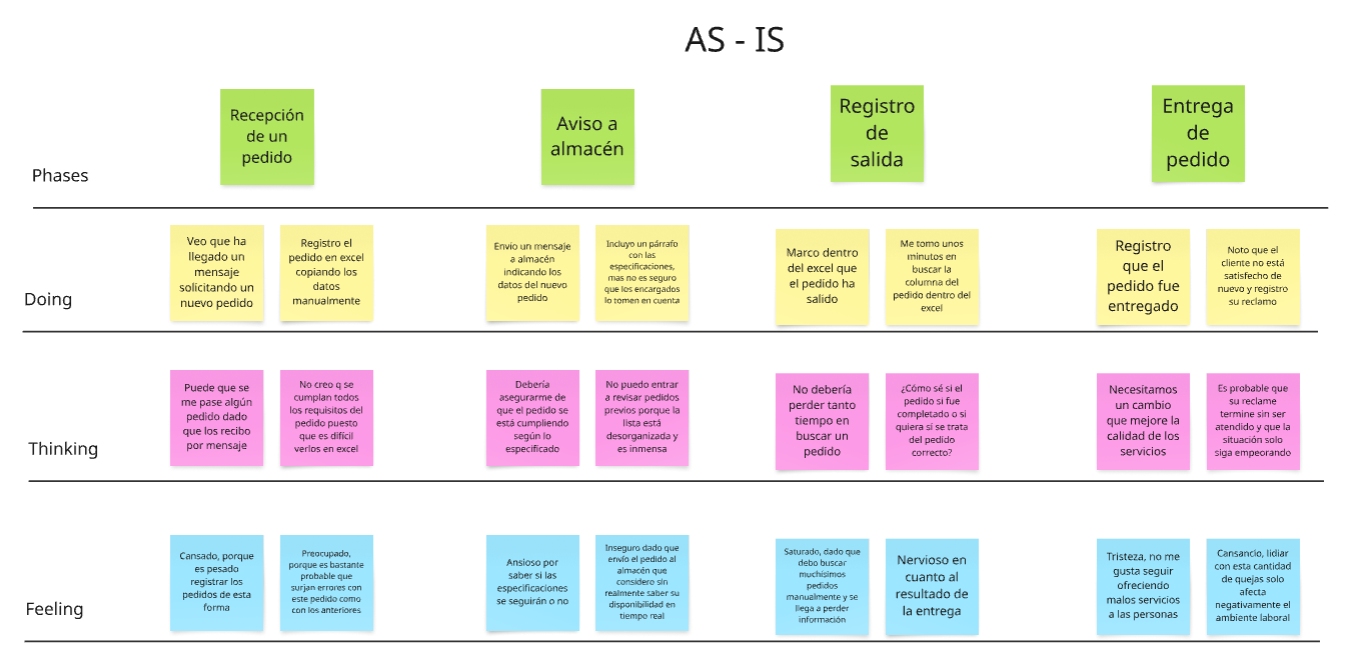 AS - IS
Phases
Recepción
de un
pedido
Aviso a
almacén
Registro
de
salida
Entrega
de
pedido
Doing
Veo que ha
llegado un
mensaje
solicitando un
nuevo pedido
Registro el
pedido en excel
copiando los
datos
manualmente
Envio un mensaje
a almacén
indicando los
datos del nuevo
pedido
Incluyo un párrafo
con las
especificaciones,
mas no es seguro
que los encargados
lo tomen en cuenta
Marco dentro
del excel que
el pedido ha
salido
Me tomo unos
minutos en
buscar la
columna del
pedido dentro del
excel
Registro
que el
pedido fue
entregado
Noto que el
cliente no está
satisfecho de
nuevo y registro
su reclamo
Thinking
Puede que se
me pase algún
pedido dado
que los recibo
por mensaje
No creo q se
cumplan todos
los requisitos del
pedido puesto
que es difícil
verlos en excel
Debería
asegurarme de
que el pedido se
está cumpliendo
según lo
especificado
No puedo entrar
a revisar pedidos
previos porque la
lista está
desorganizada y
es inmensa
No debería
perder tanto
tiempo en
buscar un
pedido
¿Cómo sé si el
pedido si fue
completado o si
quiera si se trata
del pedido
correcto?
Necesitamos
un cambio
que mejore la
calidad de los
servicios
Es probable que
su reclame
termine sin ser
atendido y que la
situación solo
siga empeorando
Feeling
Cansado, porque
es pesado
registrar los
pedidos de esta
forma
Preocupado,
porque es bastante
probable que
surjan errores con
este pedido como
con los anteriores
Ansioso por
saber si las
especificaciones
se seguirán o no
Inseguro dado que
envío el pedido al
almacén que
considero sin
realmente saber su
disponibilidad en
tiempo real
Saturado, dado que
debo buscar
muchísimos
pedidos
manualmente y se
llega a perder
información
Nervioso en
cuanto al
resultado de
la entrega
Tristeza, no me
gusta seguir
ofreciendo
malos servicios
a las personas
Cansancio, lidiar
con esta cantidad
de quejas solo
afecta
negativamente el
ambiente laboral